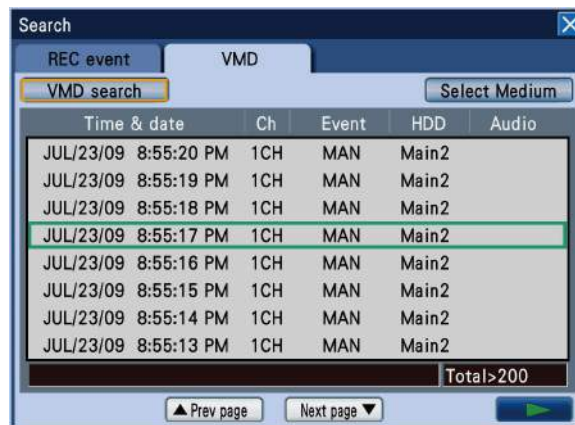 Search
REC event VMD
VMD search Select Medium
Time & date Ch Event HDD Audio
JUL/23/09 8:55:20 PM 1CH MAN Main2
JUL/23/09 8:55:19 PM 1CH MAN Main2
JUL/23/09 8:55:18 PM 1CH MAN Main2
JUL/23/09 8:55:17 PM 1CH MAN Main2
JUL/23/09 8:55:16 PM 1CH MAN Main2
JUL/23/09 8:55:15 PM 1CH MAN Main2
JUL/23/09 8:55:14 PM 1CH MAN Main2
JUL/23/09 8:55:13 PM 1CH MAN Main2
Total>200
▲ Prev page Next page ▼